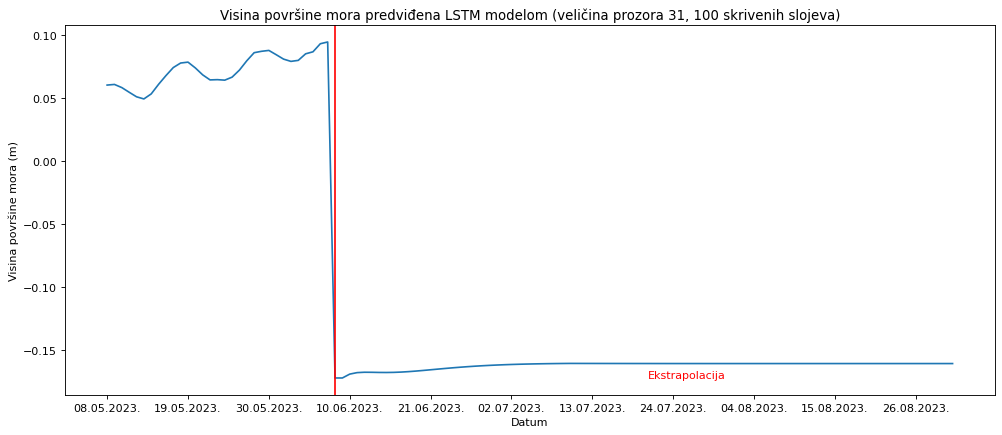 Visina površine mora predviđena LSTM modelom (veličina prozora 31, 100 skrivenih slojeva)
Visina površine mora (m)
0.10
0.05
0.00
−0.05
−0.10
−0.15
Ekstrapolacija
08.05.2023. 19.05.2023. 30.05.2023. 10.06.2023. 21.06.2023. 02.07.2023. 13.07.2023. 24.07.2023. 04.08.2023. 15.08.2023. 26.08.2023.
Datum